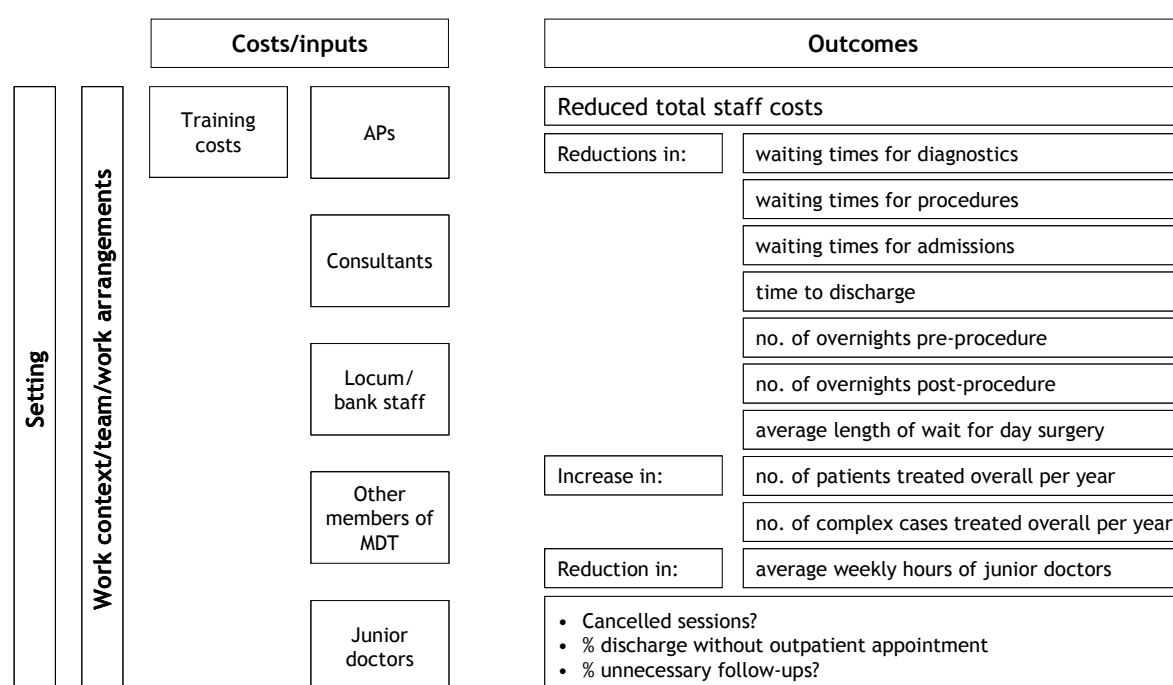 Costs/inputs
Outcomes
Setting
Work context/team/work arrangements
Training
costs
APs
Consultants
Locum/
bank staff
Other
members of
MDT
Junior
doctors
Reduced total staff costs
Reductions in:
waiting times for diagnostics
waiting times for procedures
waiting times for admissions
time to discharge
no. of overnights pre-procedure
no. of overnights post-procedure
average length of wait for day surgery
Increase in:
no. of patients treated overall per year
no. of complex cases treated overall per year
Reduction in:
average weekly hours of junior doctors
• Cancelled sessions?
• % discharge without outpatient appointment
• % unnecessary follow-ups?